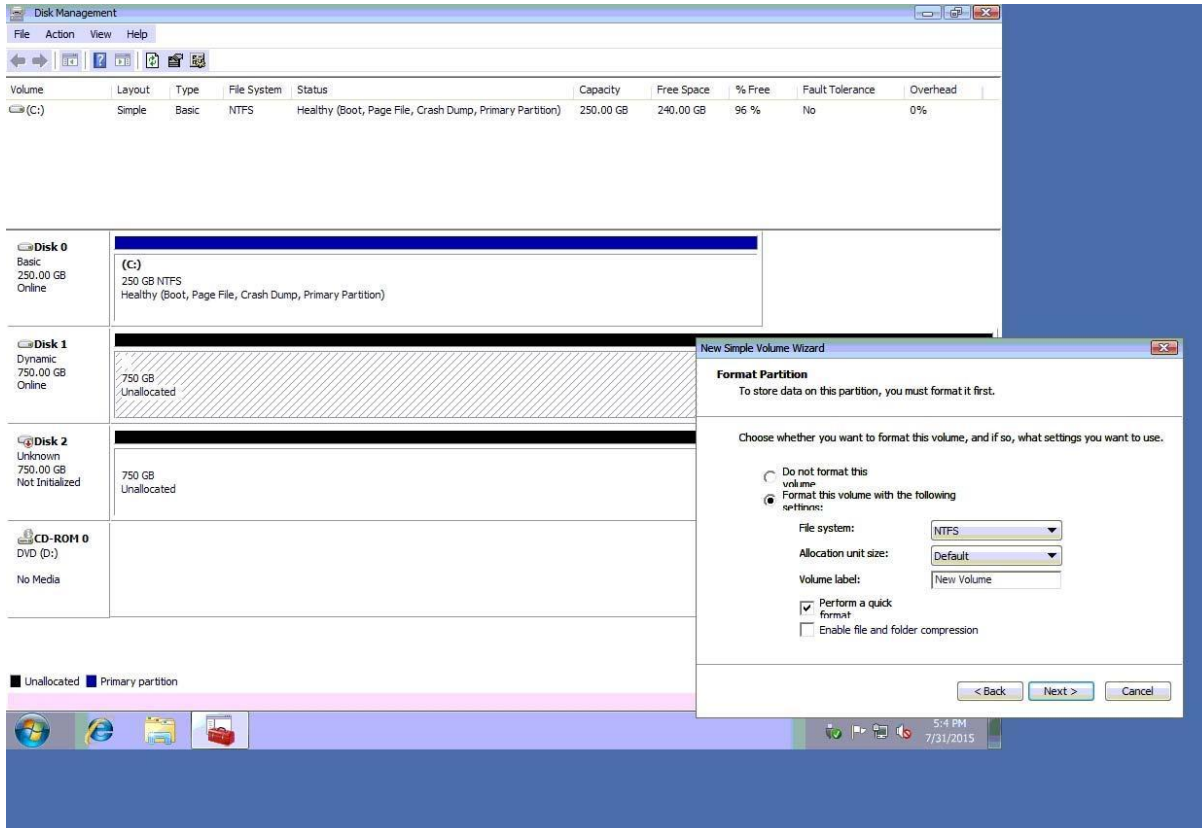 Disk Management
File Action View Help
Volume Layout Type File System Status Capacity Free Space % Free Fault Tolerance Overhead
(C:) Simple Basic NTFS Healthy (Boot, Page File, Crash Dump, Primary Partition) 250.00 GB 240.00 GB 96 % No 0%
Disk 0
Basic
250.00 GB
Online
(C:)
250 GB NTFS
Healthy (Boot, Page File, Crash Dump, Primary Partition)
Disk 1
Dynamic
750.00 GB
Online
750 GB
Unallocated
Disk 2
Unknown
750.00 GB
Not Initialized
750 GB
Unallocated
CD-ROM 0
DVD (D:)
No Media
Unallocated Primary partition
New Simple Volume Wizard
Format Partition
To store data on this partition, you must format it first.
Choose whether you want to format this volume, and if so, what settings you want to use.
Do not format this
volume
Format this volume with the following
settings:
File system: NTFS
Allocation unit size: Default
Volume label: New Volume
Perform a quick
format
Enable file and folder compression
< Back Next > Cancel
5:4 PM
7/31/2015